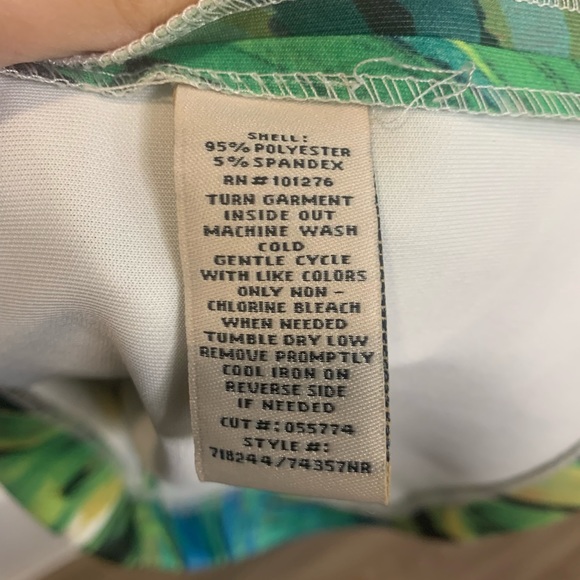 SHELL:
95% POLYESTER
5% SPANDEX
RN# 101276
TURN GARMENT
INSIDE OUT
MACHINE WASH
COLD
GENTLE CYCLE
WITH LIKE COLORS
ONLY NON-
CHLORINE BLEACH
WHEN NEEDED
TUMBLE DRY LOW
REMOVE PROMPTLY
COOL IRON ON
REVERSE SIDE
IF NEEDED
CUT #: 055774
STYLE #:
718244/74357NR